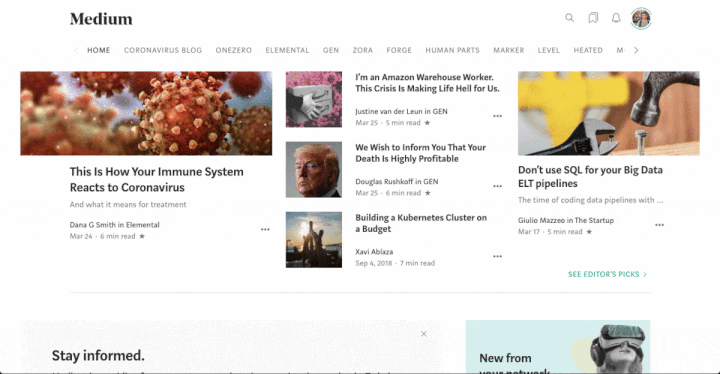 Medium
HOME CORONAVIRUS BLOG ONEZERO ELEMENTAL GEN ZORA FORGE HUMAN PARTS MARKER LEVEL HEATED M
This Is How Your Immune System
Reacts to Coronavirus
And what it means for treatment
Dana G Smith in Elemental
Mar 24 · 6 min read ★
I'm an Amazon Warehouse Worker.
This Crisis Is Making Life Hell for Us.
Justine van der Leun in GEN
Mar 25 · 5 min read ★
We Wish to Inform You That Your
Death Is Highly Profitable
Douglas Rushkoff in GEN
Mar 25 · 6 min read ★
Building a Kubernetes Cluster on
a Budget
Xavi Ablaza
Sep 4, 2018 · 7 min read
Don't use SQL for your Big Data
ELT pipelines
The time of coding data pipelines with ...
Giulio Mazzeo in The Startup
Mar 17 · 5 min read ★
SEE EDITOR'S PICKS
Stay informed.
New from
your network